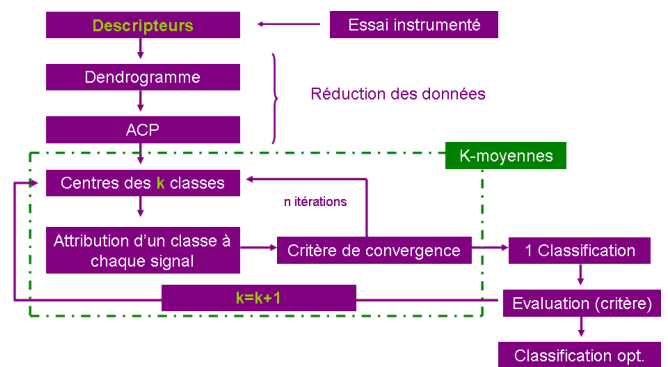 Descripteurs
Essai instrumenté
Dendrogramme
Réduction des données
ACP
K-moyennes
Centres des k classes
n itérations
Attribution d'un classe à
chaque signal
Critère de convergence
1 Classification
k=k+1
Evaluation (critère)
Classification opt.